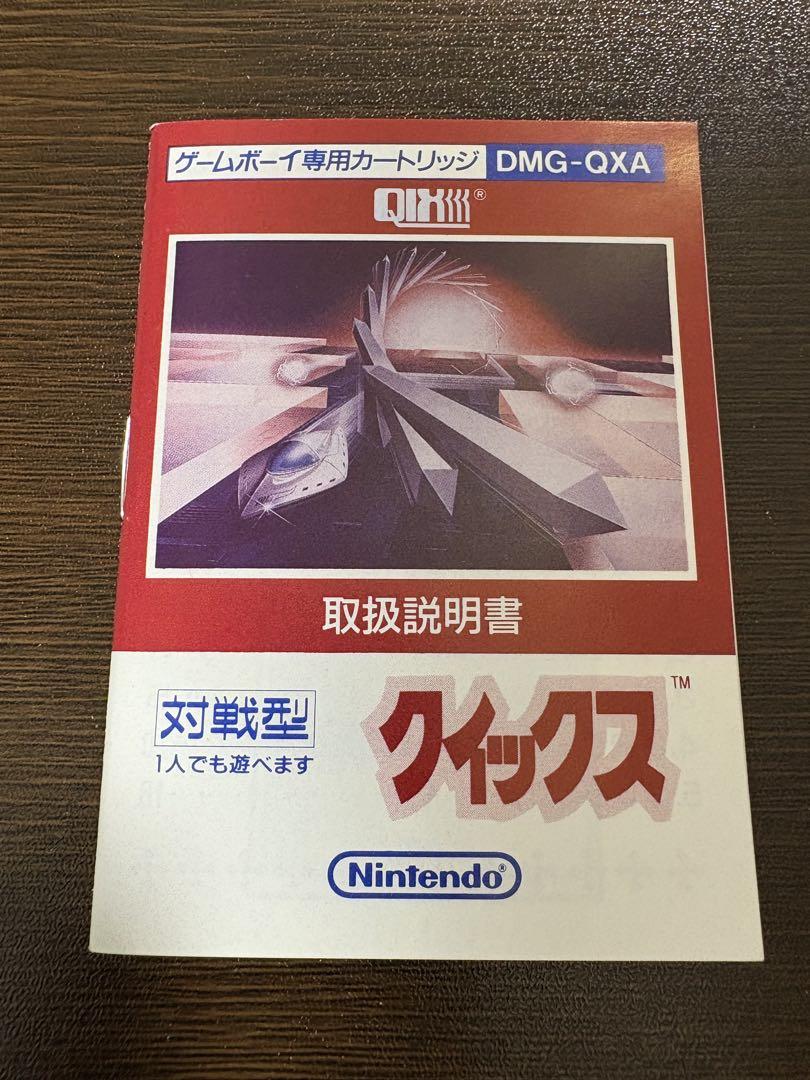 ゲームボーイ専用カートリッジ DMG-QXA
QIX®
取扱説明書
対戦型
1人でも遊べます
クイックス™
Nintendo®